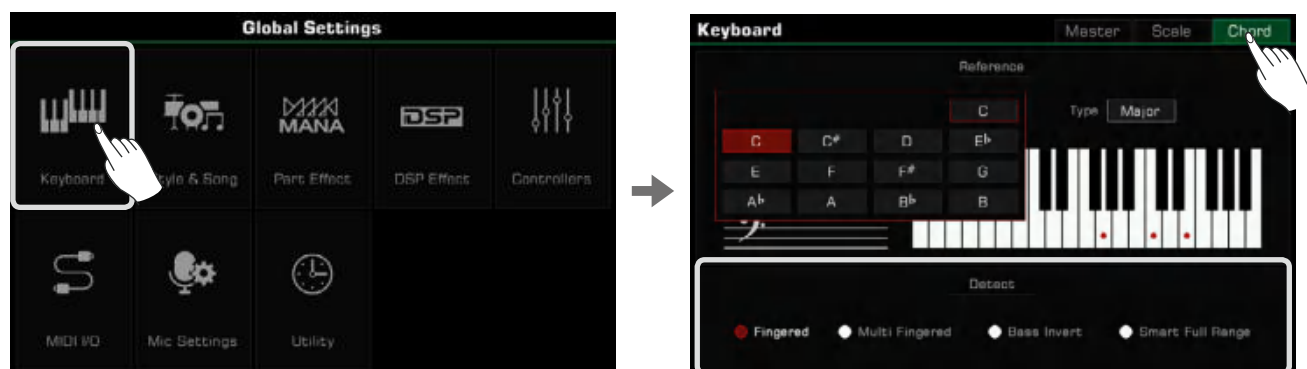 Global Settings
MANA
DSP
Keyboard Style & Song Part Effect DSP Effect Controllers
MIDI I/O Mic Settings Utility
Keyboard Master Scale Chord
Reference
C Type Major
C C# D E♭
E F F# G
A♭ A B♭ B
Detect
Fingered Multi Fingered Bass Invert Smart Full Range